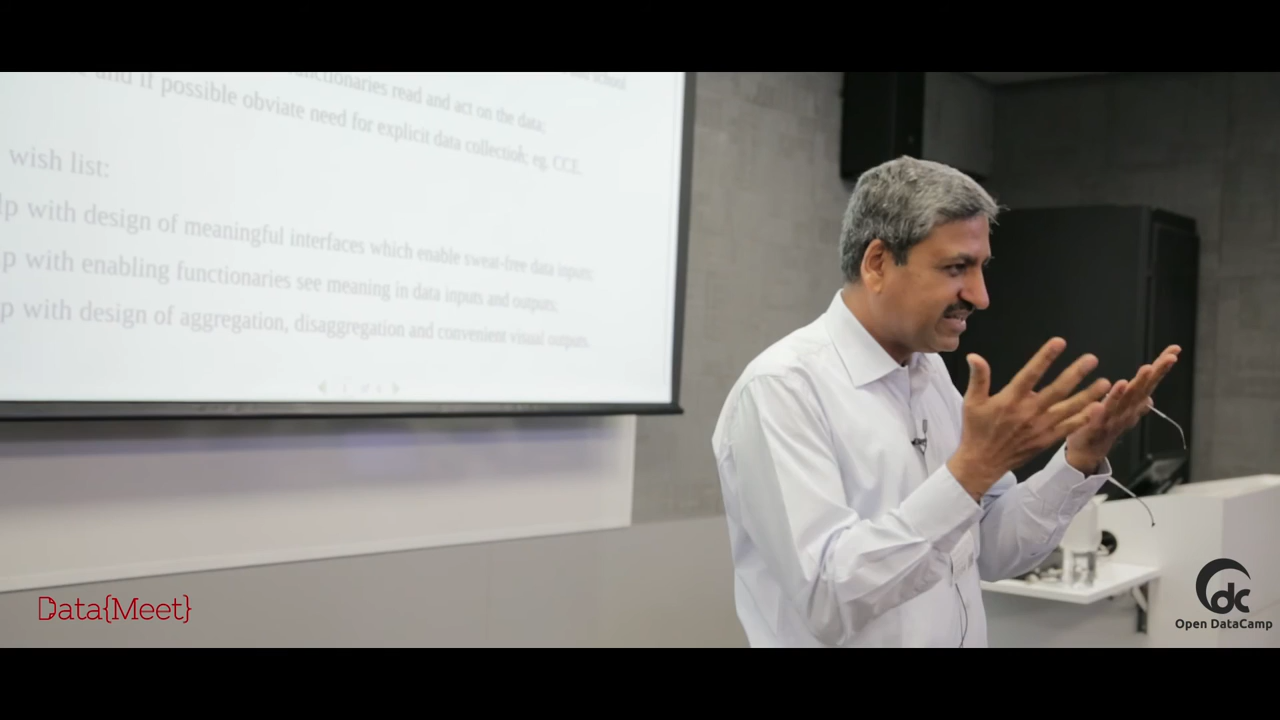 school
functionaries read and act on the data;
and if possible obviate need for explicit data collection; eg. CCE.
wish list:
lp with design of meaningful interfaces which enable sweat-free data inputs;
p with enabling functionaries see meaning in data inputs and outputs;
p with design of aggregation, disaggregation and convenient visual outputs.
Data{Meet}
dc
Open DataCamp